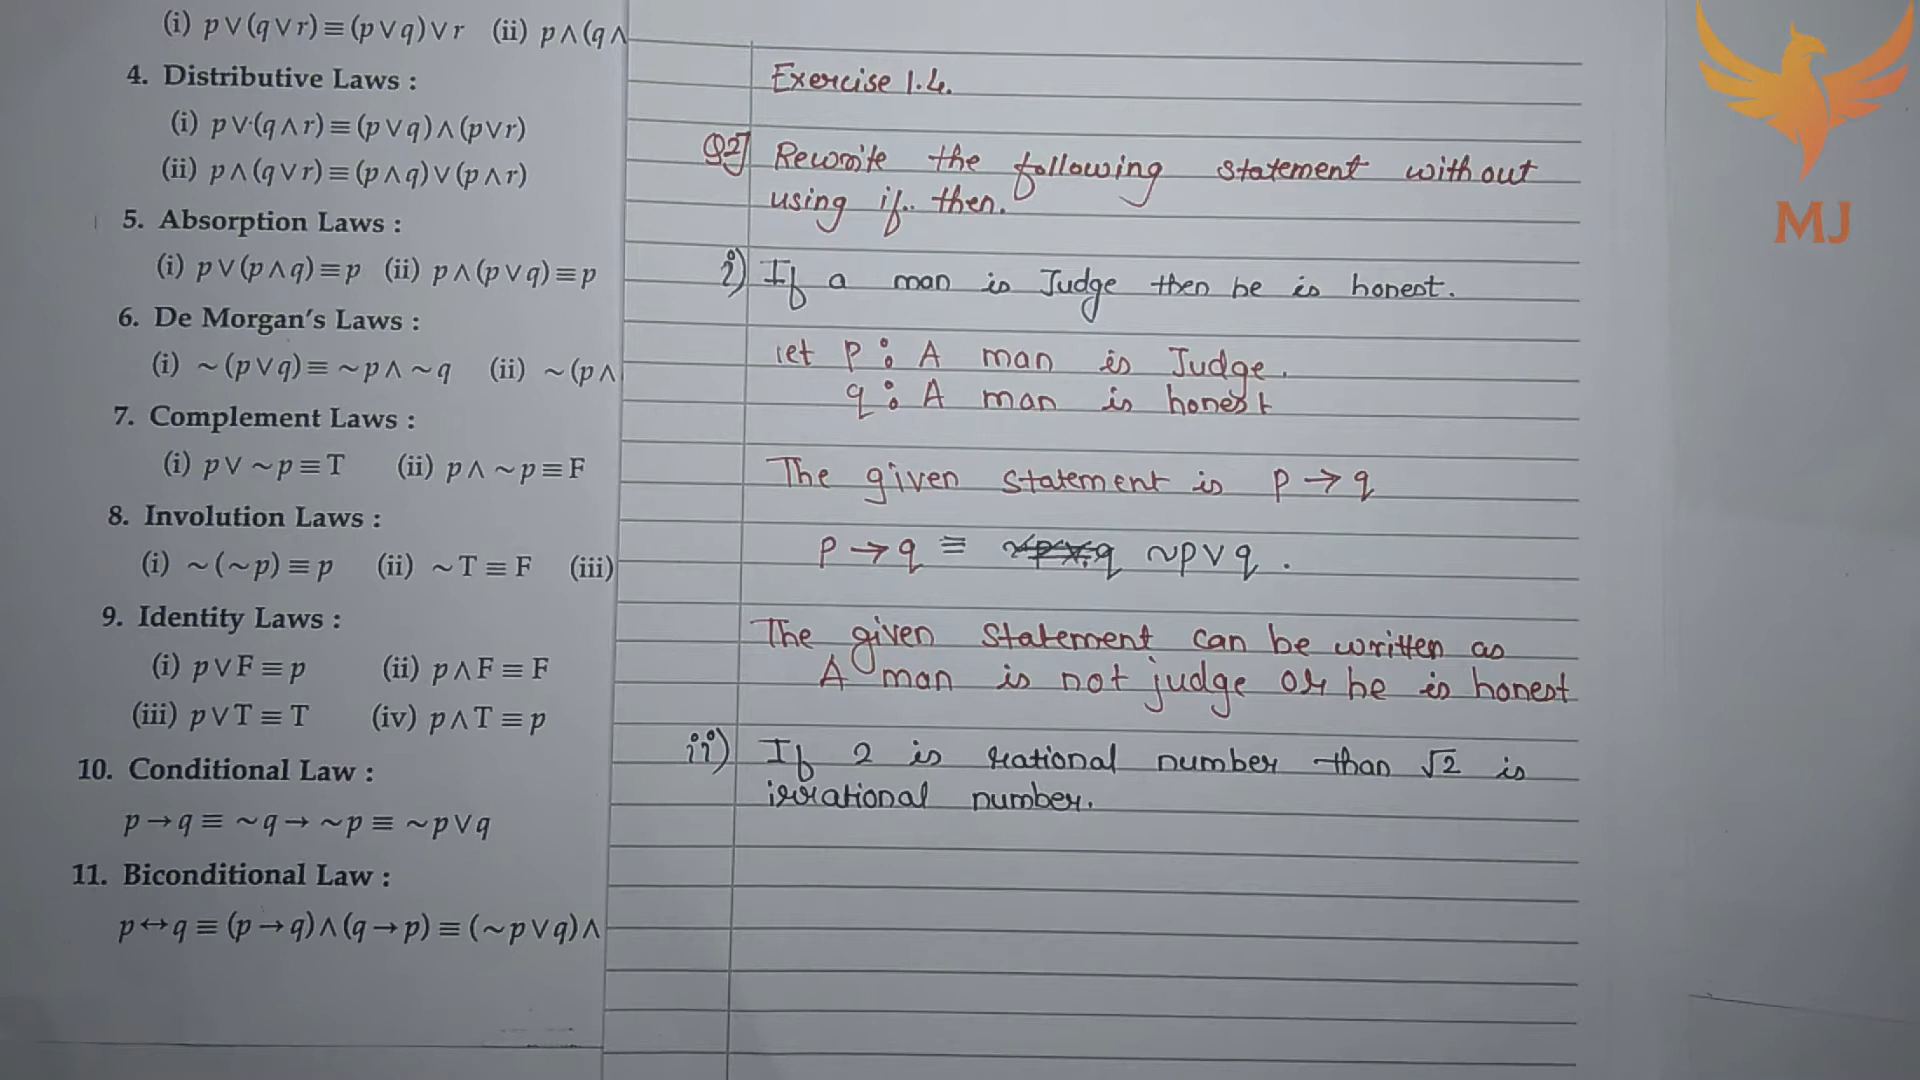 (i) p∨(q∨r)≡(p∨q)∨r (ii) p∧(q∧
4. Distributive Laws :
(i) p∨(q∧r)≡(p∨q)∧(p∨r)
(ii) p∧(q∨r)≡(p∧q)∨(p∧r)
5. Absorption Laws :
(i) p∨(p∧q)≡p (ii) p∧(p∨q)≡p
6. De Morgan's Laws :
(i) ~(p∨q)≡~p∧~q (ii) ~(p∧
7. Complement Laws :
(i) p∨~p≡T (ii) p∧~p≡F
8. Involution Laws :
(i) ~(~p)≡p (ii) ~T≡F (iii)
9. Identity Laws :
(i) p∨F≡p (ii) p∧F≡F
(iii) p∨T≡T (iv) p∧T≡p
10. Conditional Law :
p→q≡~q→~p≡~p∨q
11. Biconditional Law :
p↔q≡(p→q)∧(q→p)≡(~p∨q)∧
Exercise 1.4.
Q2] Rewrite the following statement without
using if.. then.
i) If a man is Judge then he is honest.
let p : A man is Judge.
q : A man is honest
The given statement is p→q
p→q ≡ ~p∨q .
The given statement can be written as
A man is not judge or he is honest
ii) If 2 is rational number than √2 is
irrational number.
MJ